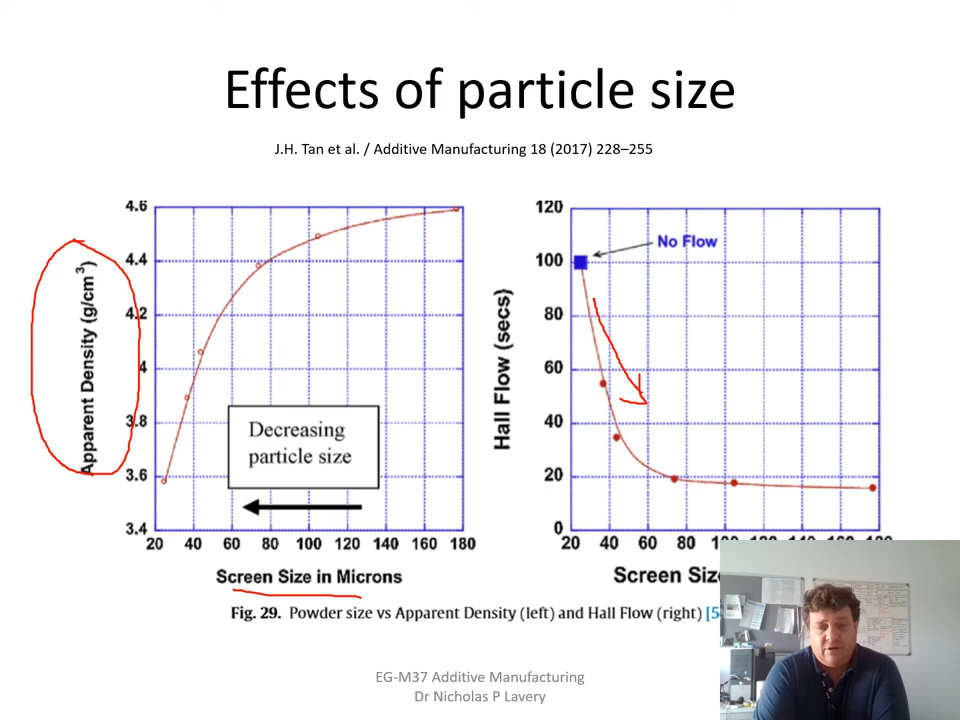 Effects of particle size
J.H. Tan et al. / Additive Manufacturing 18 (2017) 228–255
4.6
4.4
4.2
4
3.8
3.6
3.4
Apparent Density (g/cm³)
Decreasing
particle size
20 40 60 80 100 120 140 160 180
Screen Size in Microns
120
100
80
60
40
20
0
Hall Flow (secs)
No Flow
20 40 60 80
Screen
Fig. 29. Powder size vs Apparent Density (left) and Hall Flow (right)
EG-M37 Additive Manufacturing
Dr Nicholas P Lavery